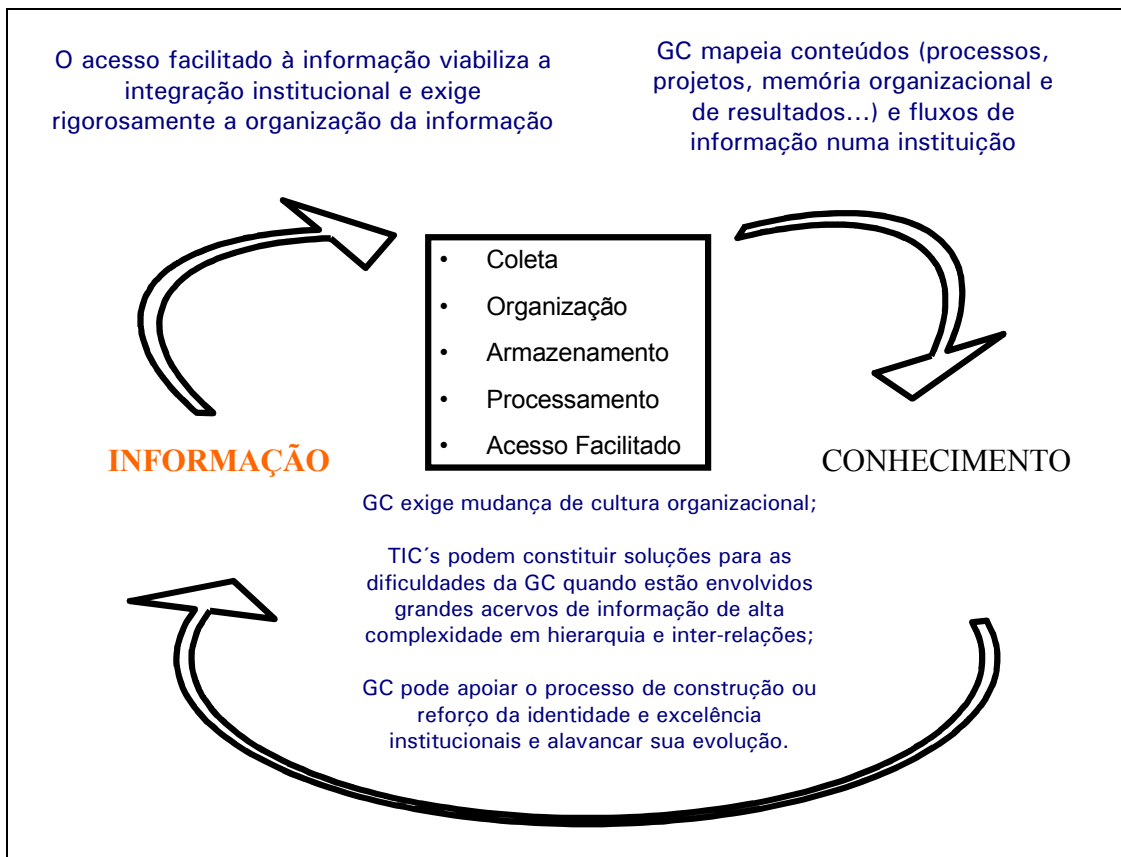 O acesso facilitado à informação viabiliza a
integração institucional e exige
rigorosamente a organização da informação
GC mapeia conteúdos (processos,
projetos, memória organizacional e
de resultados...) e fluxos de
informação numa instituição
• Coleta
• Organização
• Armazenamento
• Processamento
• Acesso Facilitado
INFORMAÇÃO
CONHECIMENTO
GC exige mudança de cultura organizacional;
TIC´s podem constituir soluções para as
dificuldades da GC quando estão envolvidos
grandes acervos de informação de alta
complexidade em hierarquia e inter-relações;
GC pode apoiar o processo de construção ou
reforço da identidade e excelência
institucionais e alavancar sua evolução.